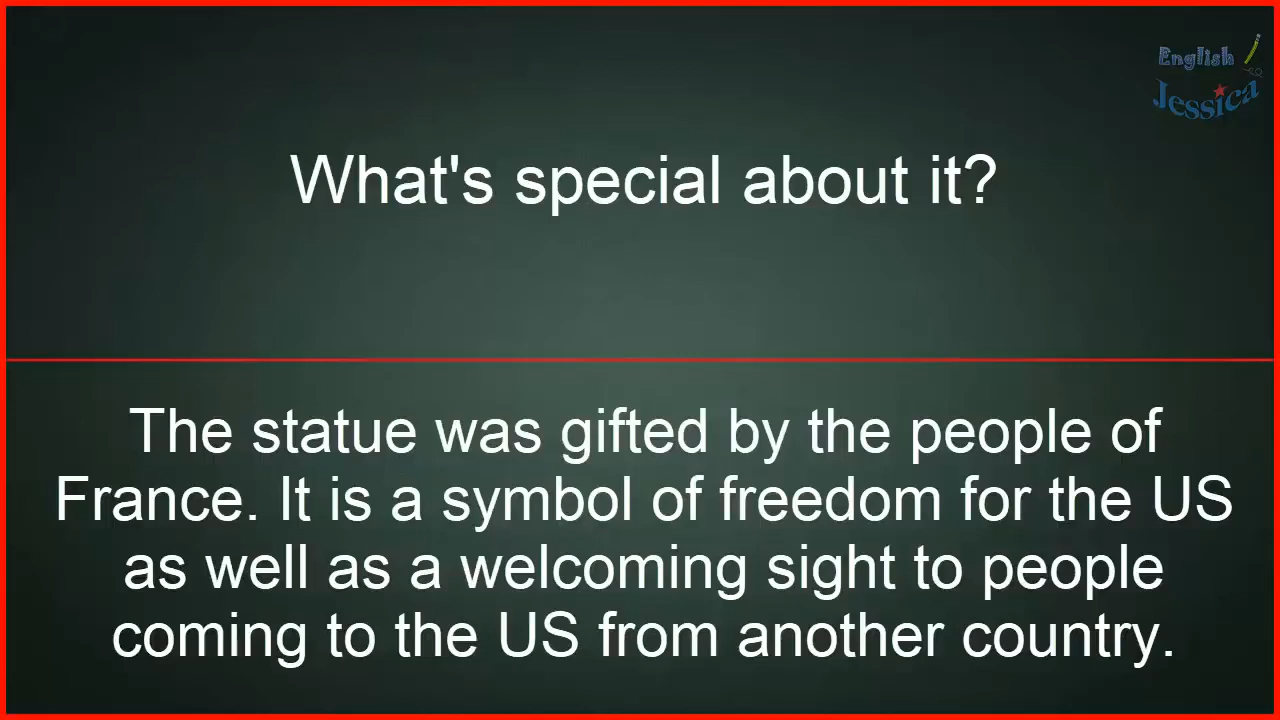 English
Jessica
What's special about it?
The statue was gifted by the people of
France. It is a symbol of freedom for the US
as well as a welcoming sight to people
coming to the US from another country.